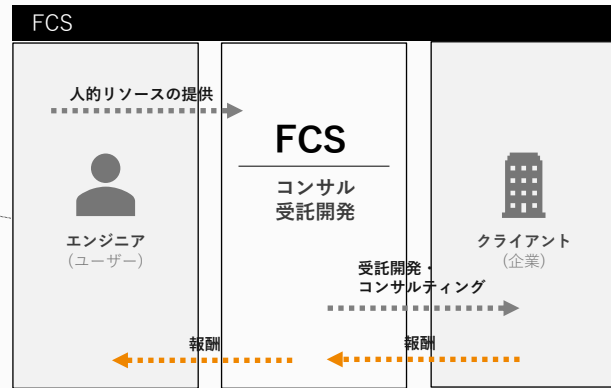 FCS
人的リソースの提供
エンジニア
(ユーザー)
FCS
コンサル
受託開発
クライアント
(企業)
受託開発・
コンサルティング
報酬
報酬